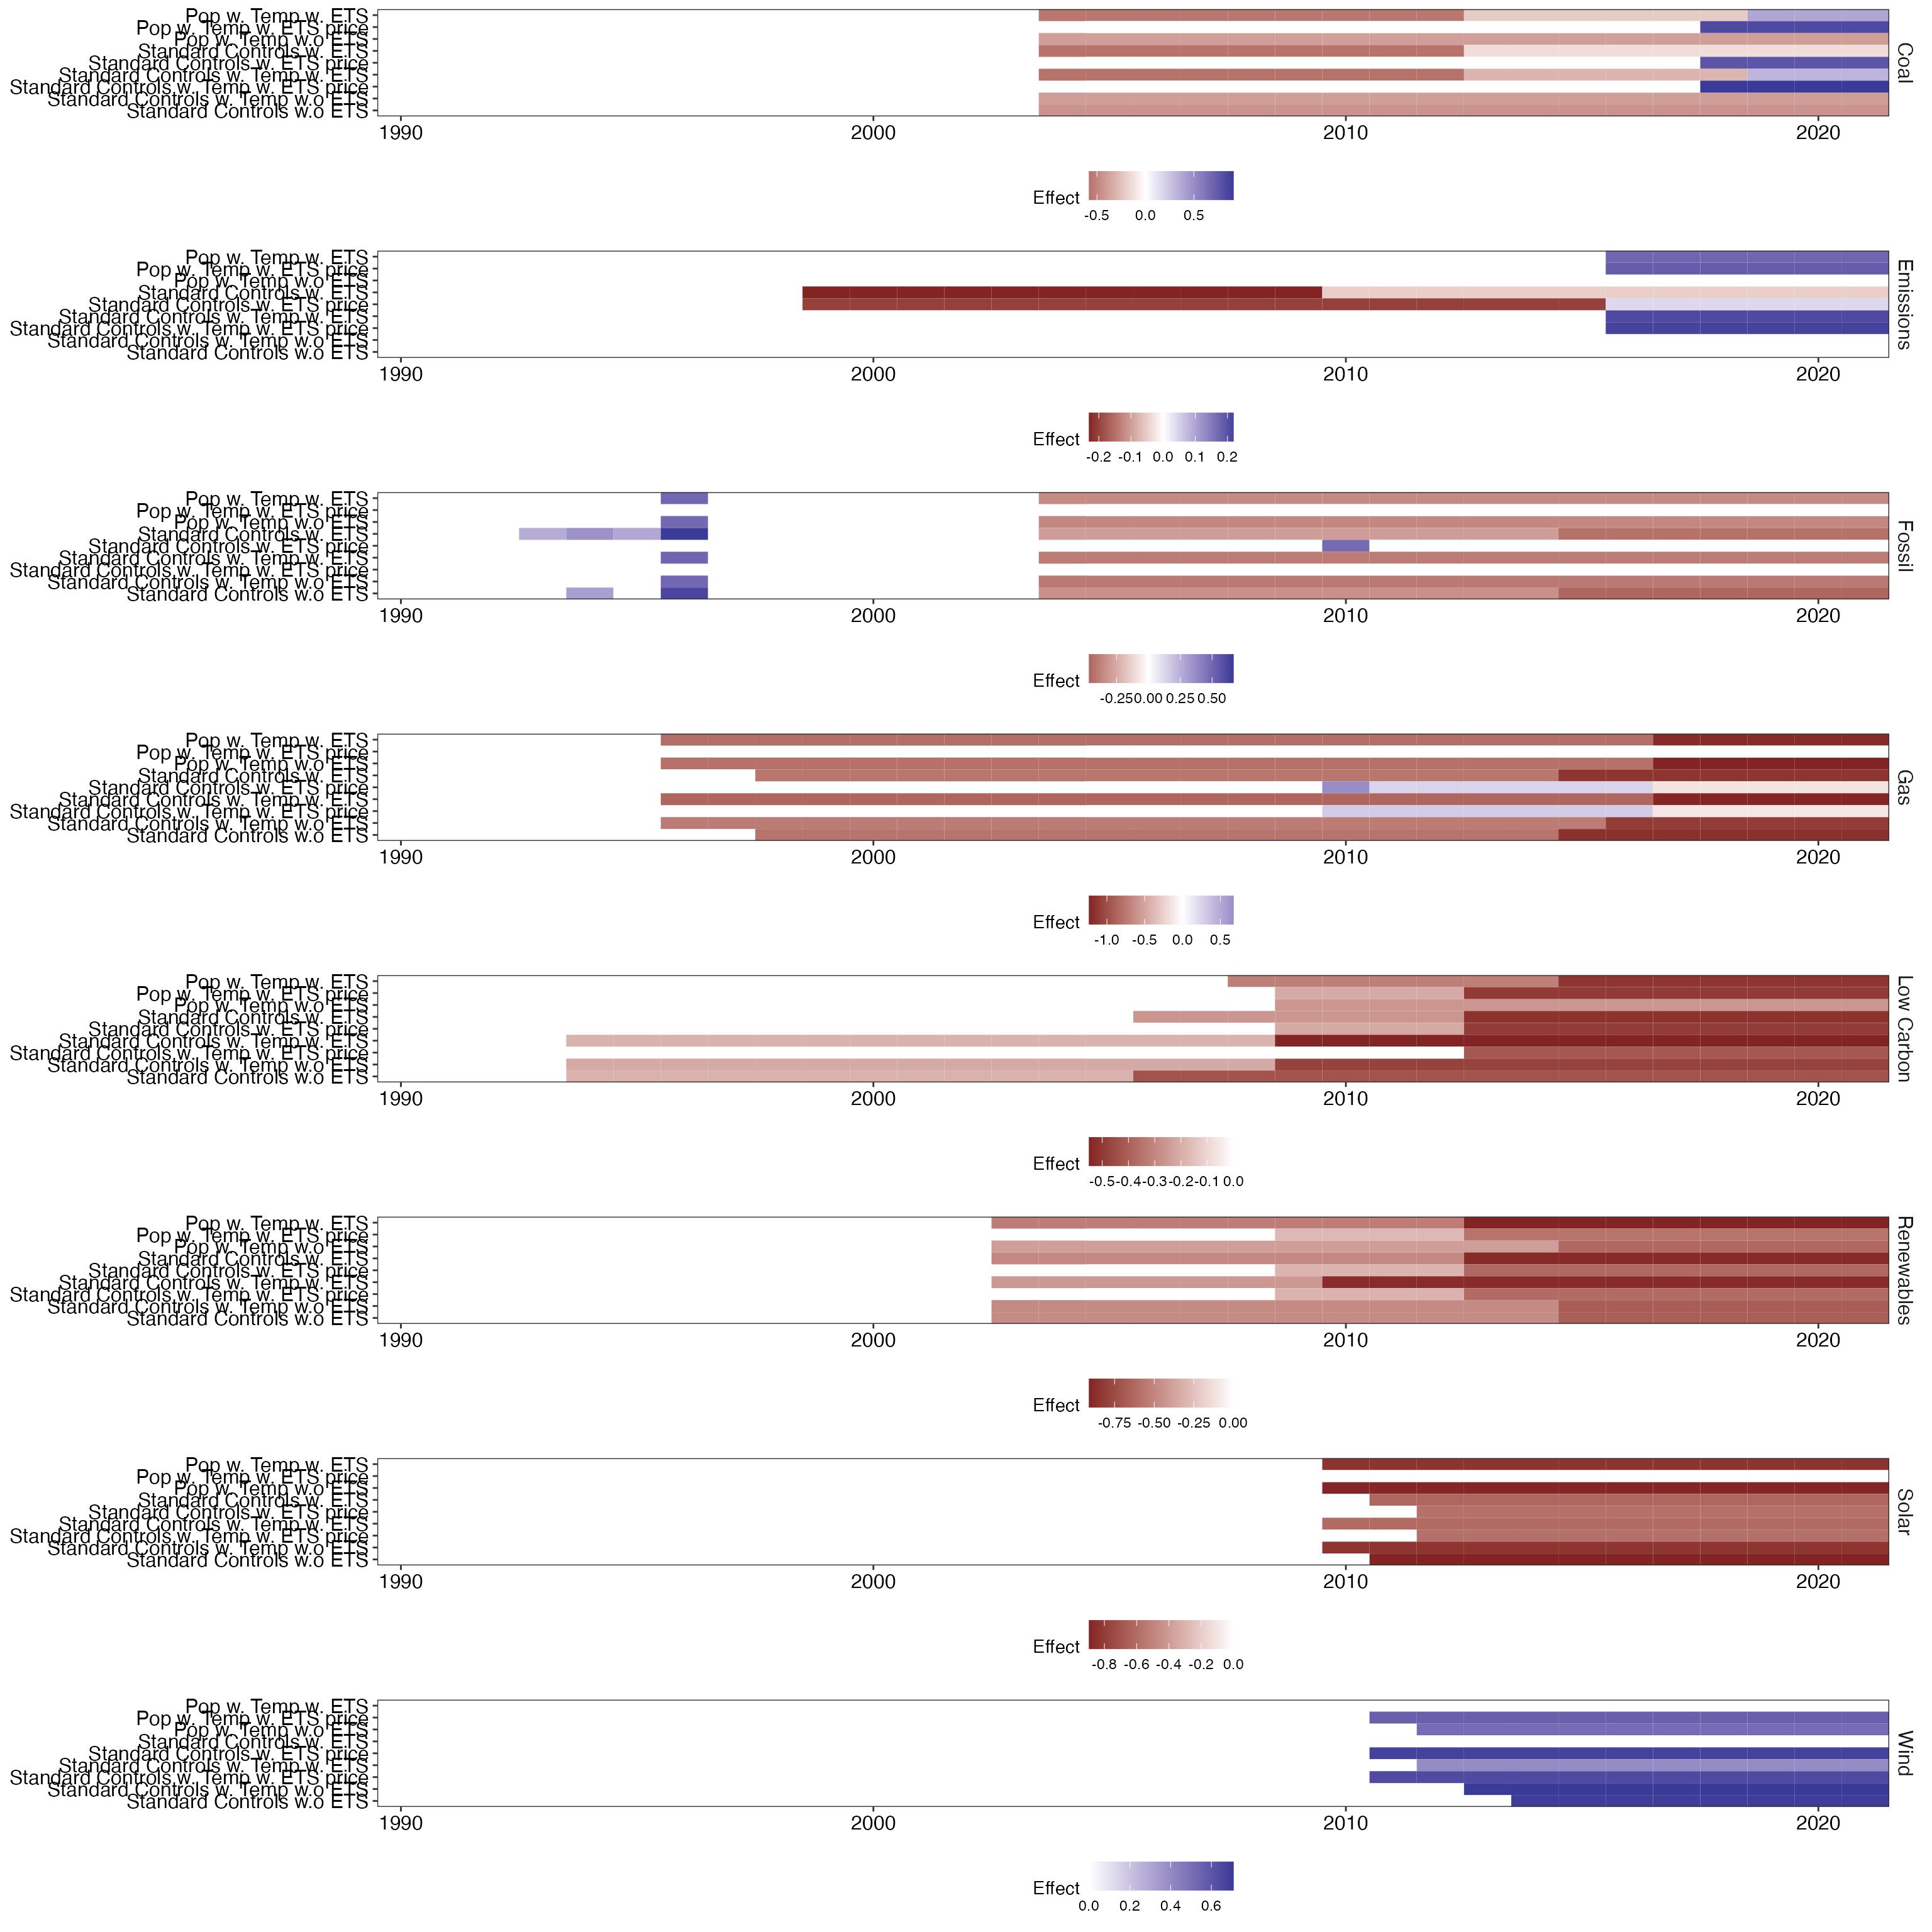 Pop w. Temp w. ETS
Pop w. Temp w. ETS price
Pop w. Temp w.o ETS
Standard Controls w. ETS
Standard Controls w. ETS price
Standard Controls w. Temp w. ETS
Standard Controls w. Temp w. ETS price
Standard Controls w. Temp w.o ETS
Standard Controls w.o ETS
Coal
1990 2000 2010 2020
Effect
-0.5 0.0 0.5
Pop w. Temp w. ETS
Pop w. Temp w. ETS price
Pop w. Temp w.o ETS
Standard Controls w. ETS
Standard Controls w. ETS price
Standard Controls w. Temp w. ETS
Standard Controls w. Temp w. ETS price
Standard Controls w. Temp w.o ETS
Standard Controls w.o ETS
Emissions
1990 2000 2010 2020
Effect
-0.2 -0.1 0.0 0.1 0.2
Pop w. Temp w. ETS
Pop w. Temp w. ETS price
Pop w. Temp w.o ETS
Standard Controls w. ETS
Standard Controls w. ETS price
Standard Controls w. Temp w. ETS
Standard Controls w. Temp w. ETS price
Standard Controls w. Temp w.o ETS
Standard Controls w.o ETS
Fossil
1990 2000 2010 2020
Effect
-0.25 0.00 0.25 0.50
Pop w. Temp w. ETS
Pop w. Temp w. ETS price
Pop w. Temp w.o ETS
Standard Controls w. ETS
Standard Controls w. ETS price
Standard Controls w. Temp w. ETS
Standard Controls w. Temp w. ETS price
Standard Controls w. Temp w.o ETS
Standard Controls w.o ETS
Gas
1990 2000 2010 2020
Effect
-1.0 -0.5 0.0 0.5
Pop w. Temp w. ETS
Pop w. Temp w. ETS price
Pop w. Temp w.o ETS
Standard Controls w. ETS
Standard Controls w. ETS price
Standard Controls w. Temp w. ETS
Standard Controls w. Temp w. ETS price
Standard Controls w. Temp w.o ETS
Standard Controls w.o ETS
Low Carbon
1990 2000 2010 2020
Effect
-0.5 -0.4 -0.3 -0.2 -0.1 0.0
Pop w. Temp w. ETS
Pop w. Temp w. ETS price
Pop w. Temp w.o ETS
Standard Controls w. ETS
Standard Controls w. ETS price
Standard Controls w. Temp w. ETS
Standard Controls w. Temp w. ETS price
Standard Controls w. Temp w.o ETS
Standard Controls w.o ETS
Renewables
1990 2000 2010 2020
Effect
-0.75 -0.50 -0.25 0.00
Pop w. Temp w. ETS
Pop w. Temp w. ETS price
Pop w. Temp w.o ETS
Standard Controls w. ETS
Standard Controls w. ETS price
Standard Controls w. Temp w. ETS
Standard Controls w. Temp w. ETS price
Standard Controls w. Temp w.o ETS
Standard Controls w.o ETS
Solar
1990 2000 2010 2020
Effect
-0.8 -0.6 -0.4 -0.2 0.0
Pop w. Temp w. ETS
Pop w. Temp w. ETS price
Pop w. Temp w.o ETS
Standard Controls w. ETS
Standard Controls w. ETS price
Standard Controls w. Temp w. ETS
Standard Controls w. Temp w. ETS price
Standard Controls w. Temp w.o ETS
Standard Controls w.o ETS
Wind
1990 2000 2010 2020
Effect
0.0 0.2 0.4 0.6